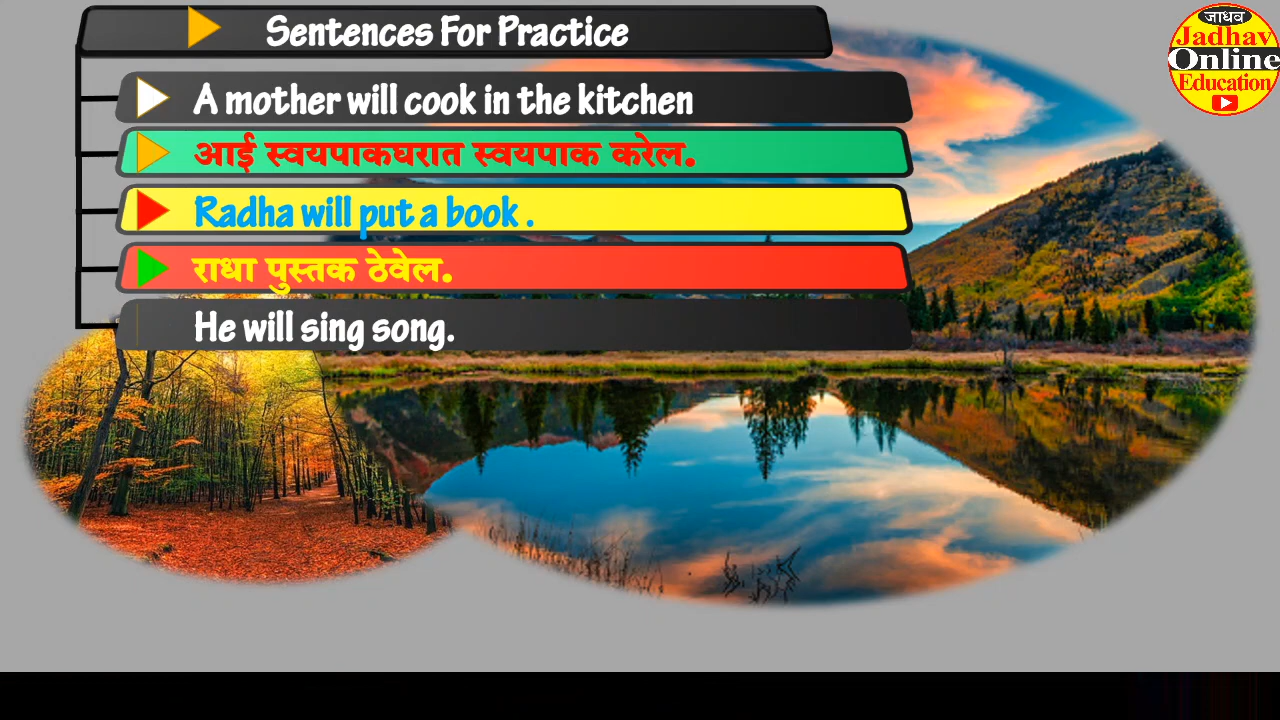 Sentences For Practice
A mother will cook in the kitchen
आई स्वयपाकघरात स्वयपाक करेल.
Radha will put a book .
राधा पुस्तक ठेवेल.
He will sing song.
जाधव
Jadhav
Online
Education